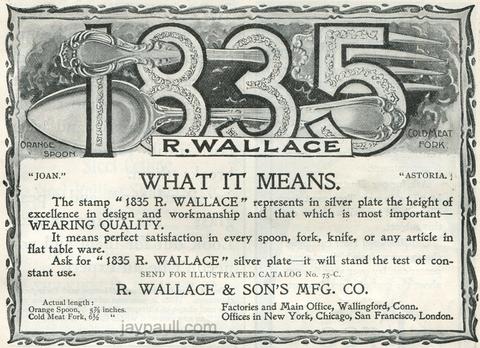 1835
R. WALLACE
ORANGE
SPOON
COLD MEAT
FORK
"JOAN."
WHAT IT MEANS.
"ASTORIA."
The stamp "1835 R. WALLACE" represents in silver plate the height of
excellence in design and workmanship and that which is most important—
WEARING QUALITY.
It means perfect satisfaction in every spoon, fork, knife, or any article in
flat table ware.
Ask for "1835 R. WALLACE" silver plate—it will stand the test of con-
stant use.
SEND FOR ILLUSTRATED CATALOG No. 75-C.
R. WALLACE & SON'S MFG. CO.
Actual length:
Orange Spoon, 5⅞ inches.
Cold Meat Fork, 6½ "
Factories and Main Office, Wallingford, Conn.
Offices in New York, Chicago, San Francisco, London.
jaypaull.com